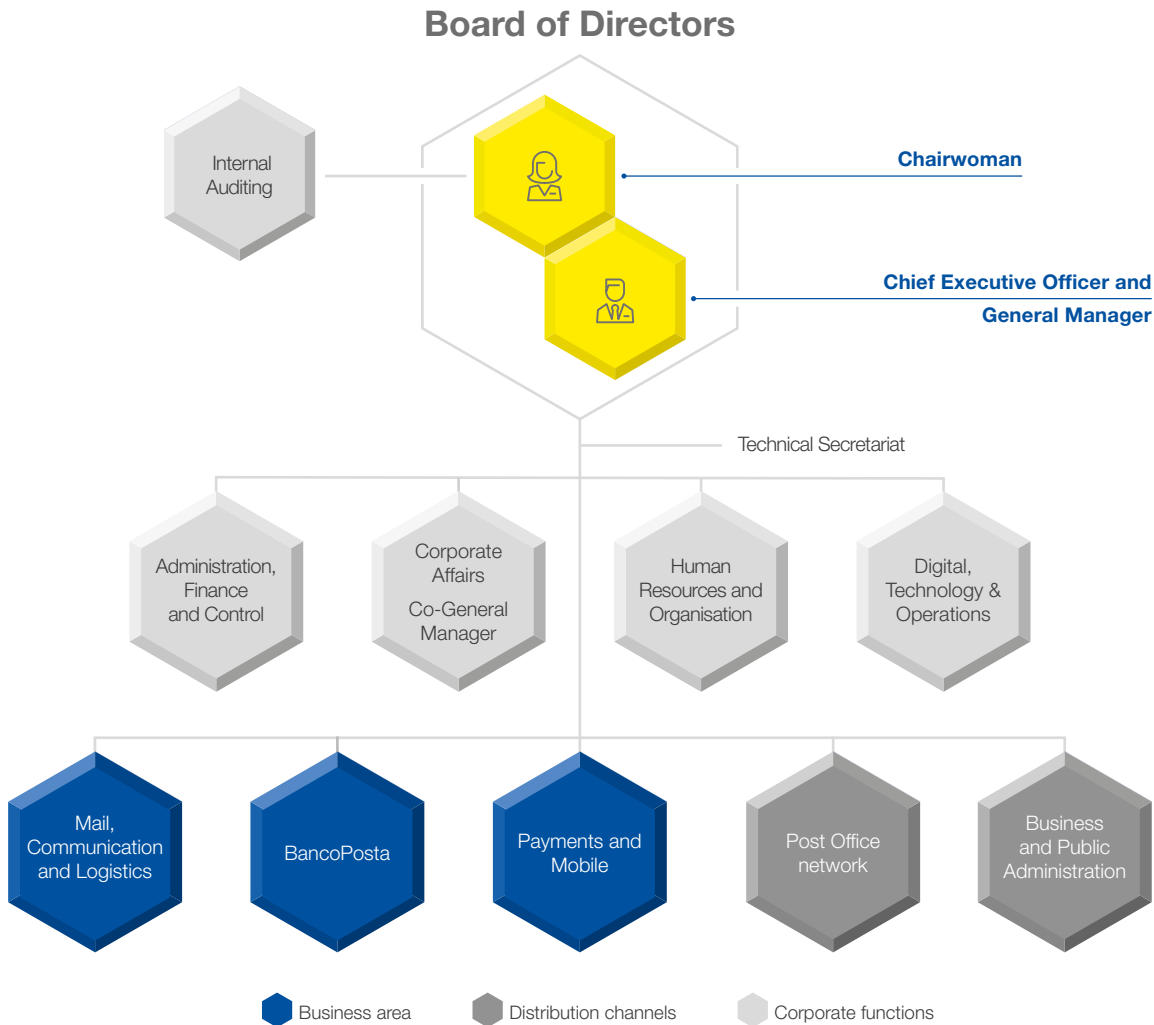 Board of Directors
Internal
Auditing
Chairwoman
Chief Executive Officer and
General Manager
Technical Secretariat
Administration,
Finance
and Control
Corporate
Affairs
Co-General
Manager
Human
Resources and
Organisation
Digital,
Technology &
Operations
Mail,
Communication
and Logistics
BancoPosta
Payments and
Mobile
Post Office
network
Business
and Public
Administration
Business area
Distribution channels
Corporate functions